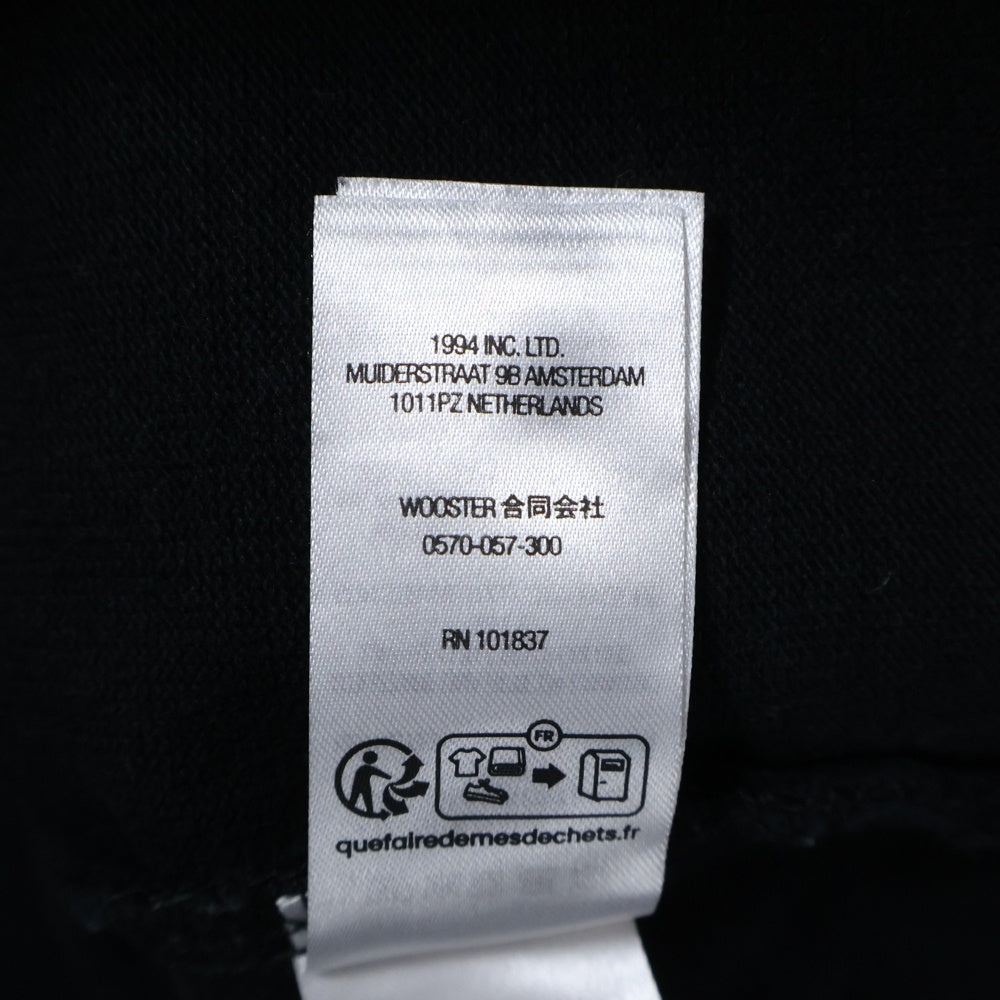 1994 INC. LTD.
MUIDERSTRAAT 9B AMSTERDAM
1011PZ NETHERLANDS
WOOSTER 合同会社
0570-057-300
RN 101837
FR
quefairedemesdechets.fr